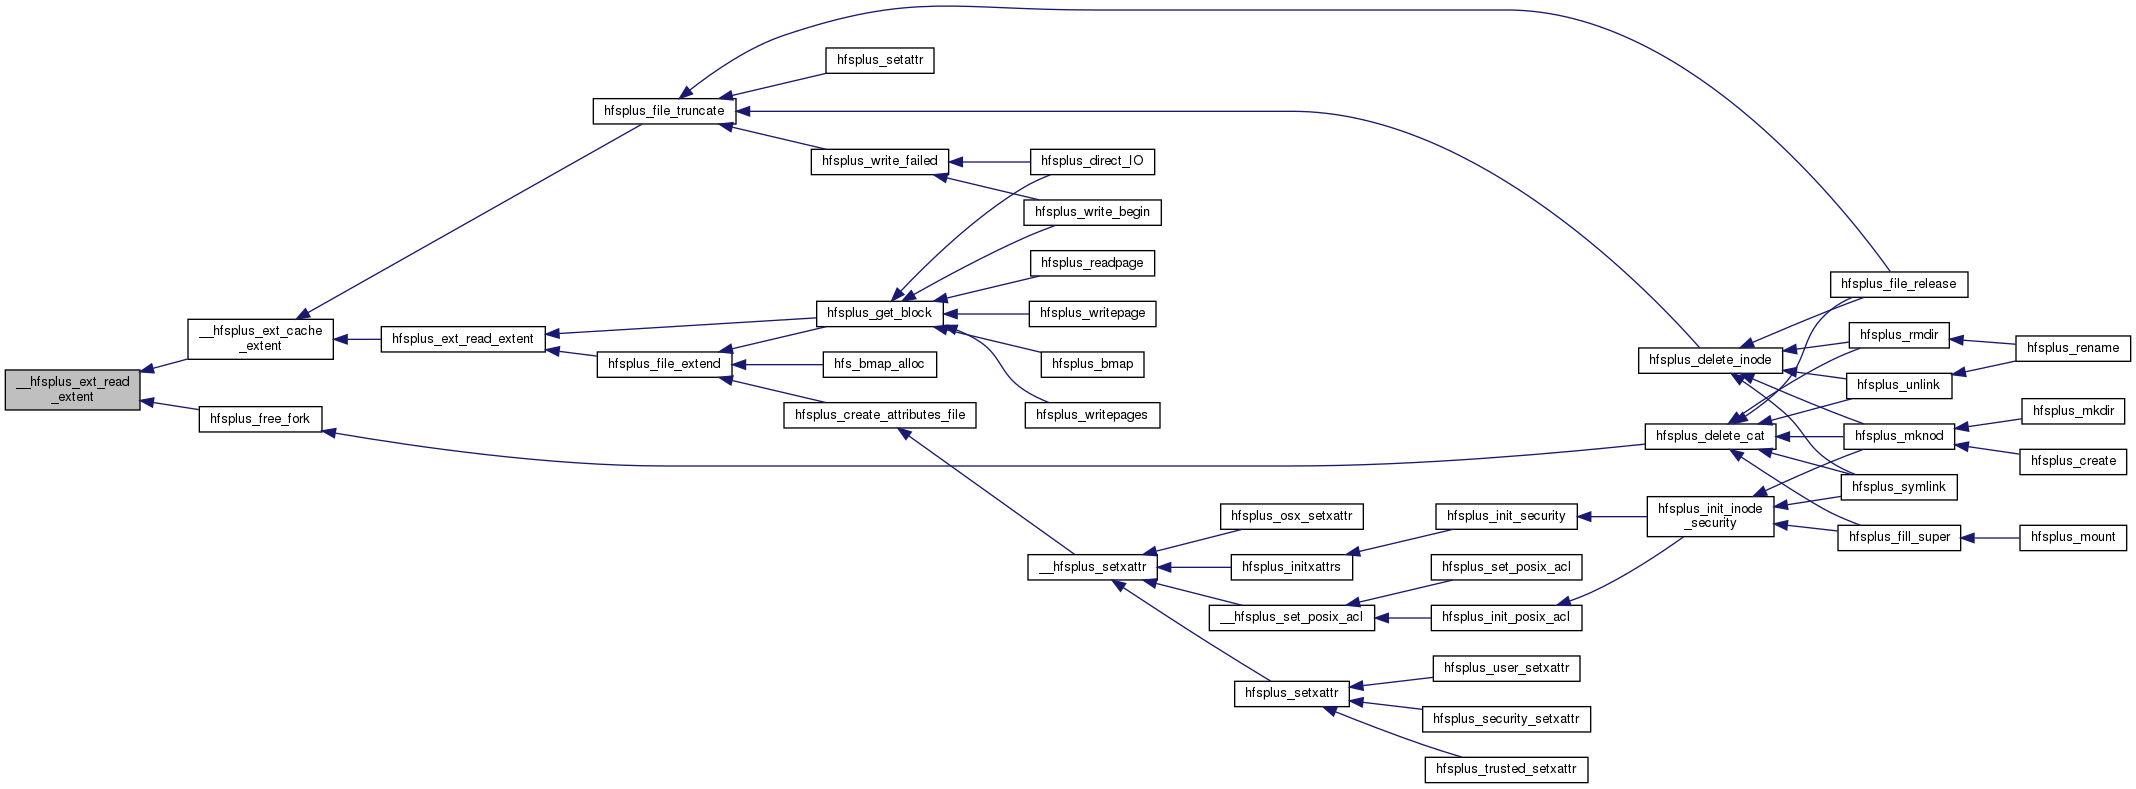 hfsplus_setattr
hfsplus_file_truncate
hfsplus_write_failed
hfsplus_direct_IO
hfsplus_write_begin
hfsplus_readpage
hfsplus_file_release
hfsplus_get_block
hfsplus_writepage
__hfsplus_ext_cache
_extent
hfsplus_ext_read_extent
hfsplus_rmdir
hfsplus_rename
hfsplus_file_extend
hfs_bmap_alloc
hfsplus_bmap
hfsplus_delete_inode
__hfsplus_ext_read
_extent
hfsplus_unlink
hfsplus_free_fork
hfsplus_create_attributes_file
hfsplus_writepages
hfsplus_mkdir
hfsplus_delete_cat
hfsplus_mknod
hfsplus_create
hfsplus_symlink
hfsplus_osx_setxattr
hfsplus_init_security
hfsplus_init_inode
_security
hfsplus_fill_super
hfsplus_mount
__hfsplus_setxattr
hfsplus_initxattrs
hfsplus_set_posix_acl
__hfsplus_set_posix_acl
hfsplus_init_posix_acl
hfsplus_user_setxattr
hfsplus_setxattr
hfsplus_security_setxattr
hfsplus_trusted_setxattr